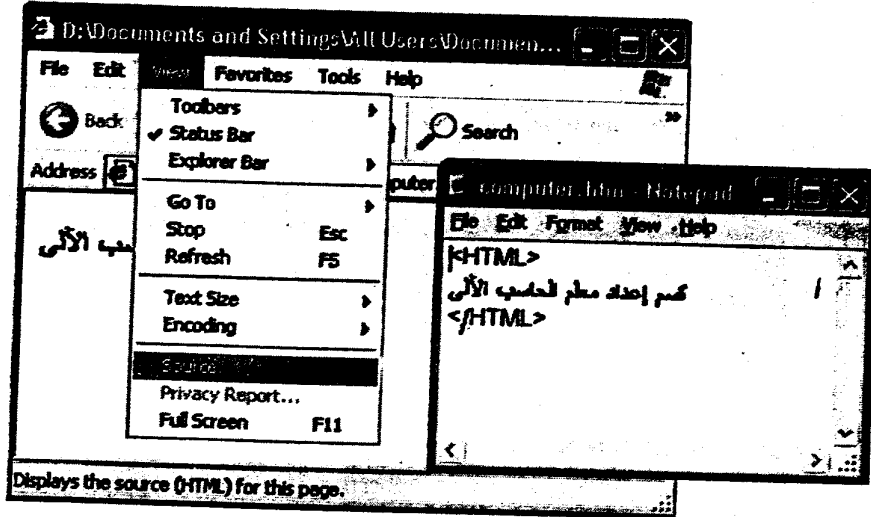 D:\Documents and Settings\All Users\Documen...
File Edit View Favorites Tools Help
Back Search
Address
Toolbars
Status Bar
Explorer Bar
Go To
Stop Esc
Refresh F5
Text Size
Encoding
Source
Privacy Report...
Full Screen F11
الآلى
Displays the source (HTML) for this page.
computer.htm - Notepad
File Edit Format View Help
<HTML>
قسم إعداد معلم الحاسب الآلى
</HTML>